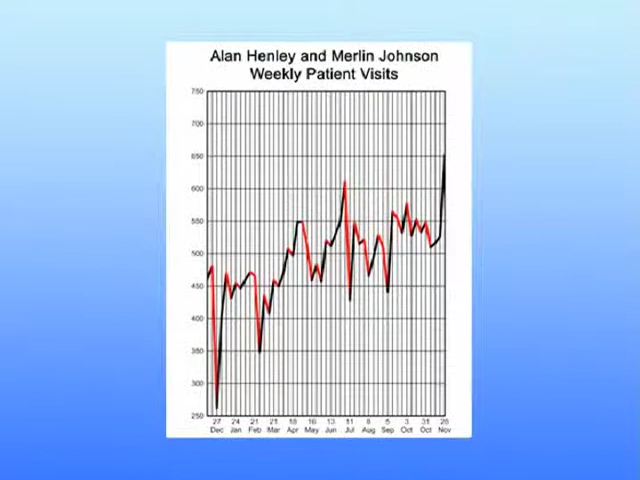 Alan Henley and Merlin Johnson
Weekly Patient Visits
750
700
650
600
550
500
450
400
350
300
250
27 24 21 21 18 16 13 11 8 5 3 31 28
Dec Jan Feb Mar Apr May Jun Jul Aug Sep Oct Oct Nov